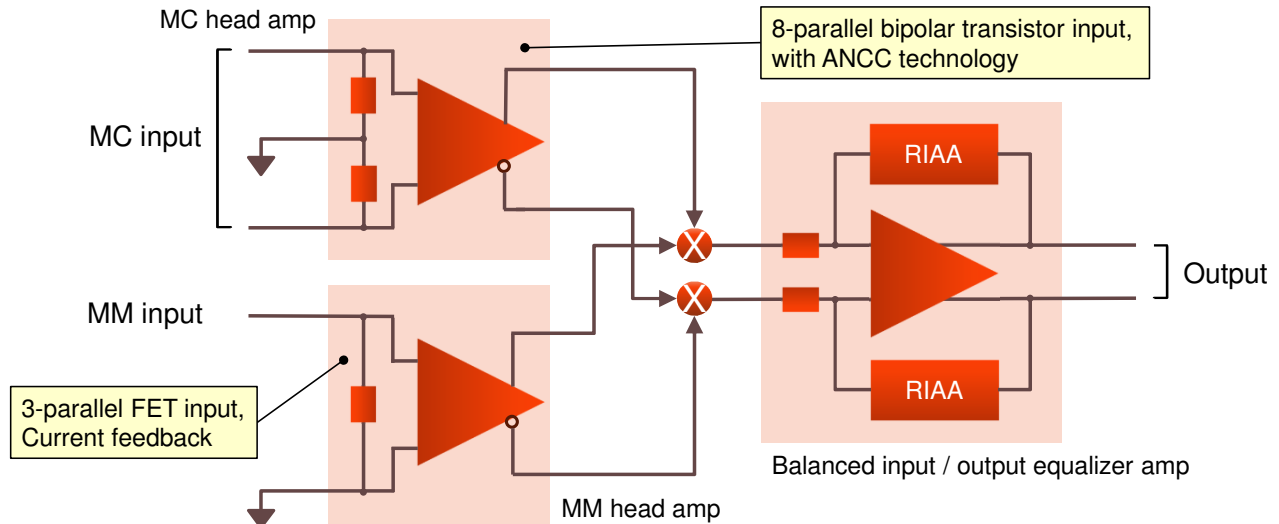 MC head amp
8-parallel bipolar transistor input,
with ANCC technology
MC input
RIAA
X
X
Output
MM input
3-parallel FET input,
Current feedback
RIAA
Balanced input / output equalizer amp
MM head amp